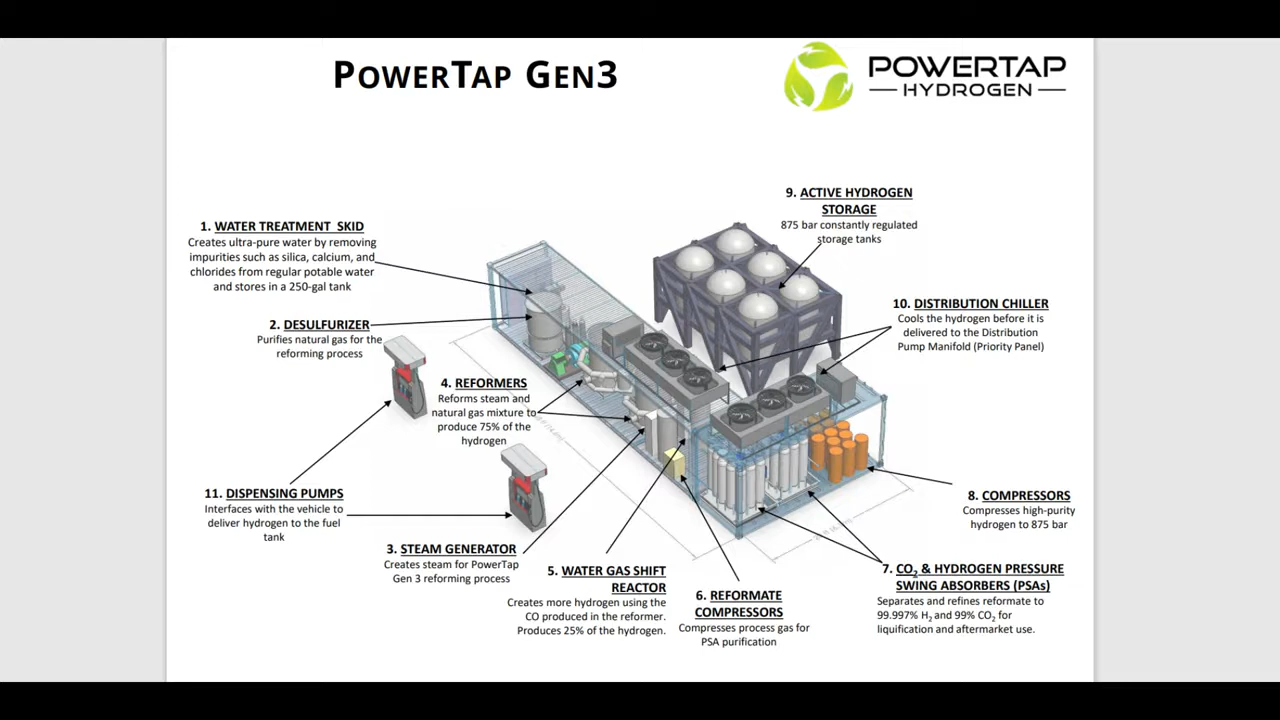 POWERTAP GEN3
POWERTAP
HYDROGEN
1. WATER TREATMENT SKID
Creates ultra-pure water by removing
impurities such as silica, calcium, and
chlorides from regular potable water
and stores in a 250-gal tank
2. DESULFURIZER
Purifies natural gas for the
reforming process
4. REFORMERS
Reforms steam and
natural gas mixture to
produce 75% of the
hydrogen
9. ACTIVE HYDROGEN
STORAGE
875 bar constantly regulated
storage tanks
10. DISTRIBUTION CHILLER
Cools the hydrogen before it is
delivered to the Distribution
Pump Manifold (Priority Panel)
11. DISPENSING PUMPS
Interfaces with the vehicle to
deliver hydrogen to the fuel
tank
3. STEAM GENERATOR
Creates steam for PowerTap
Gen 3 reforming process
5. WATER GAS SHIFT
REACTOR
Creates more hydrogen using the
CO produced in the reformer.
Produces 25% of the hydrogen.
6. REFORMATE
COMPRESSORS
Compresses process gas for
PSA purification
8. COMPRESSORS
Compresses high-purity
hydrogen to 875 bar
7. CO2 & HYDROGEN PRESSURE
SWING ABSORBERS (PSAs)
Separates and refines reformate to
99.997% H2 and 99% CO2 for
liquification and aftermarket use.